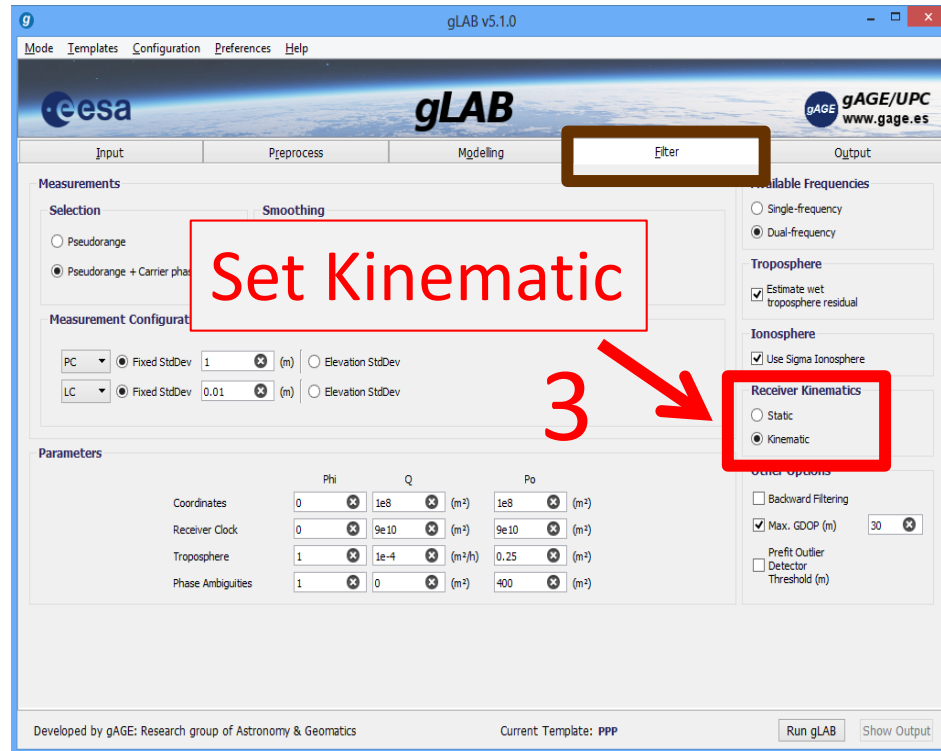 g
gLAB v5.1.0
Mode Templates Configuration Preferences Help
esa
gLAB
gAGE
gAGE/UPC
www.gage.es
Input Preprocess Modelling Filter Output
Measurements
Selection
Pseudorange
Pseudorange + Carrier phas
Smoothing
Set Kinematic
3
Measurement Configurat
PC Fixed StdDev 1 (m) Elevation StdDev
LC Fixed StdDev 0.01 (m) Elevation StdDev
Parameters
Phi Q Po
Coordinates 0 1e8 (m²) 1e8 (m²)
Receiver Clock 0 9e10 (m²) 9e10 (m²)
Troposphere 1 1e-4 (m²/h) 0.25 (m²)
Phase Ambiguities 1 0 (m²) 400 (m²)
Available Frequencies
Single-frequency
Dual-frequency
Troposphere
Estimate wet
troposphere residual
Ionosphere
Use Sigma Ionosphere
Receiver Kinematics
Static
Kinematic
Other Options
Backward Filtering
Max. GDOP (m) 30
Prefit Outlier
Detector
Threshold (m)
Developed by gAGE: Research group of Astronomy & Geomatics Current Template: PPP Run gLAB Show Output